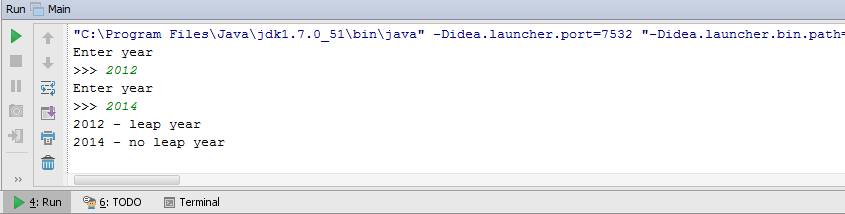 Run Main
"C:\Program Files\Java\jdk1.7.0_51\bin\java" -Didea.launcher.port=7532 "-Didea.launcher.bin.path=
Enter year
>>> 2012
Enter year
>>> 2014
2012 - leap year
2014 - no leap year
4: Run 6: TODO Terminal